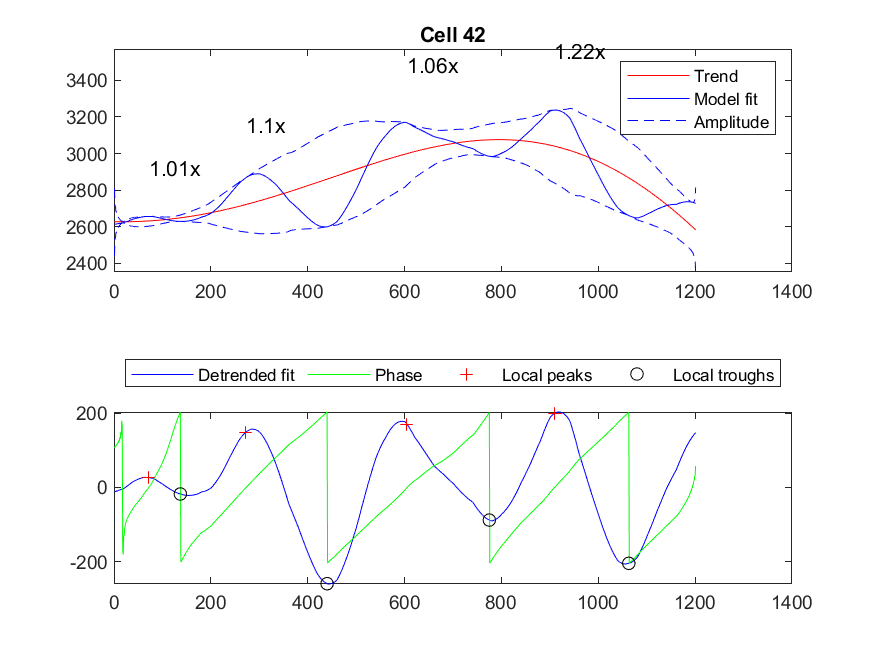 Cell 42
1.22x
1.06x
1.1x
1.01x
Trend
Model fit
Amplitude
3400
3200
3000
2800
2600
2400
0 200 400 600 800 1000 1200 1400
Detrended fit Phase Local peaks Local troughs
200
0
-200
0 200 400 600 800 1000 1200 1400